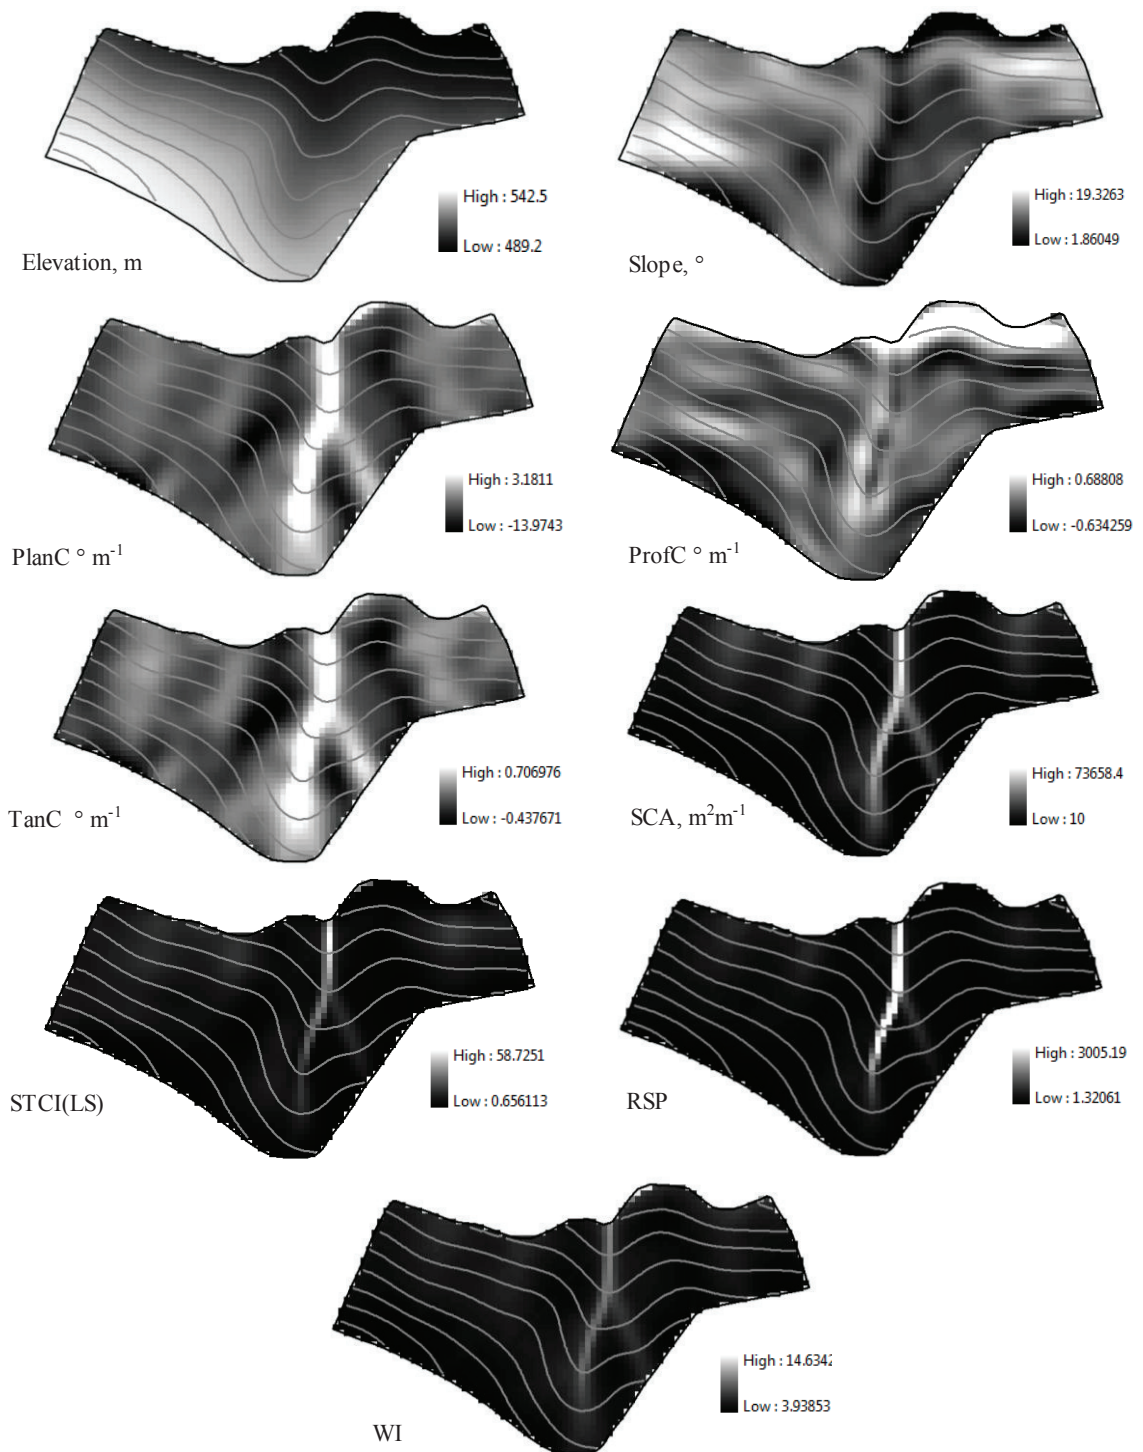 High : 542.5
Low : 489.2
Elevation, m
High : 19.3263
Low : 1.86049
Slope, °
High : 3.1811
Low : -13.9743
PlanC ° m⁻¹
High : 0.68808
Low : -0.634259
ProfC ° m⁻¹
High : 0.706976
Low : -0.437671
TanC ° m⁻¹
High : 73658.4
Low : 10
SCA, m²m⁻¹
High : 58.7251
Low : 0.656113
STCI(LS)
High : 3005.19
Low : 1.32061
RSP
High : 14.6342
Low : 3.93853
WI